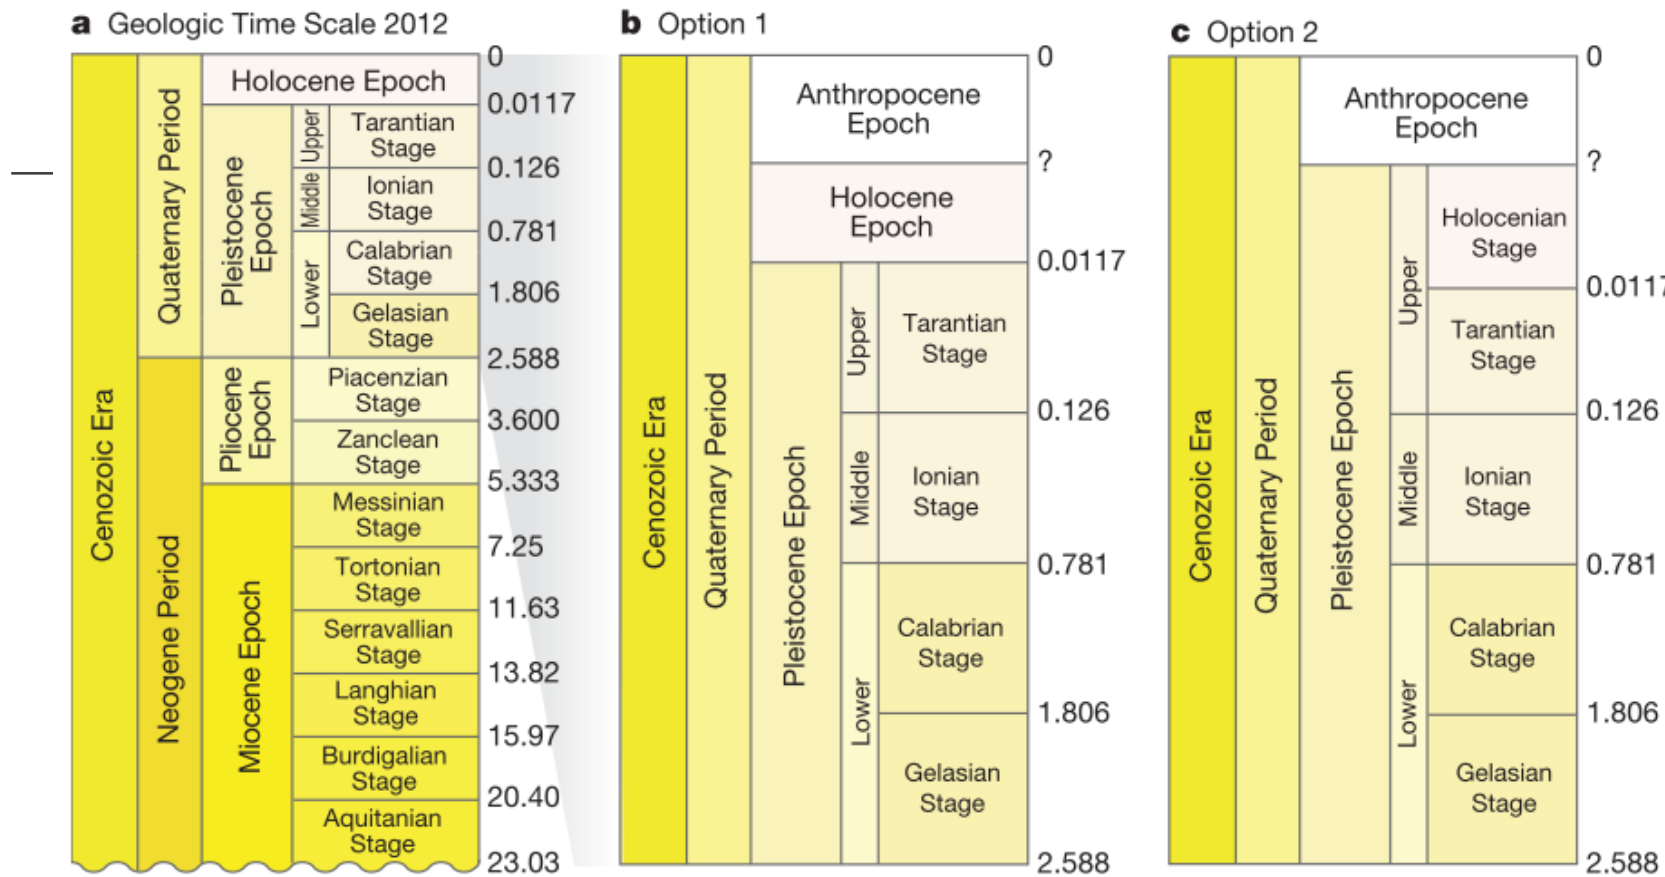 a Geologic Time Scale 2012
Cenozoic Era
Quaternary Period
Neogene Period
Holocene Epoch
Pleistocene
Epoch
Upper
Middle
Lower
Tarantian
Stage
Ionian
Stage
Calabrian
Stage
Gelasian
Stage
Pliocene
Epoch
Piacenzian
Stage
Zanclean
Stage
Miocene Epoch
Messinian
Stage
Tortonian
Stage
Serravallian
Stage
Langhian
Stage
Burdigalian
Stage
Aquitanian
Stage
0
0.0117
0.126
0.781
1.806
2.588
3.600
5.333
7.25
11.63
13.82
15.97
20.40
23.03
b Option 1
Cenozoic Era
Quaternary Period
Anthropocene
Epoch
Holocene
Epoch
Pleistocene Epoch
Upper
Middle
Lower
Tarantian
Stage
Ionian
Stage
Calabrian
Stage
Gelasian
Stage
0
?
0.0117
0.126
0.781
1.806
2.588
c Option 2
Cenozoic Era
Quaternary Period
Anthropocene
Epoch
Pleistocene Epoch
Upper
Middle
Lower
Holocenian
Stage
Tarantian
Stage
Ionian
Stage
Calabrian
Stage
Gelasian
Stage
0
?
0.0117
0.126
0.781
1.806
2.588